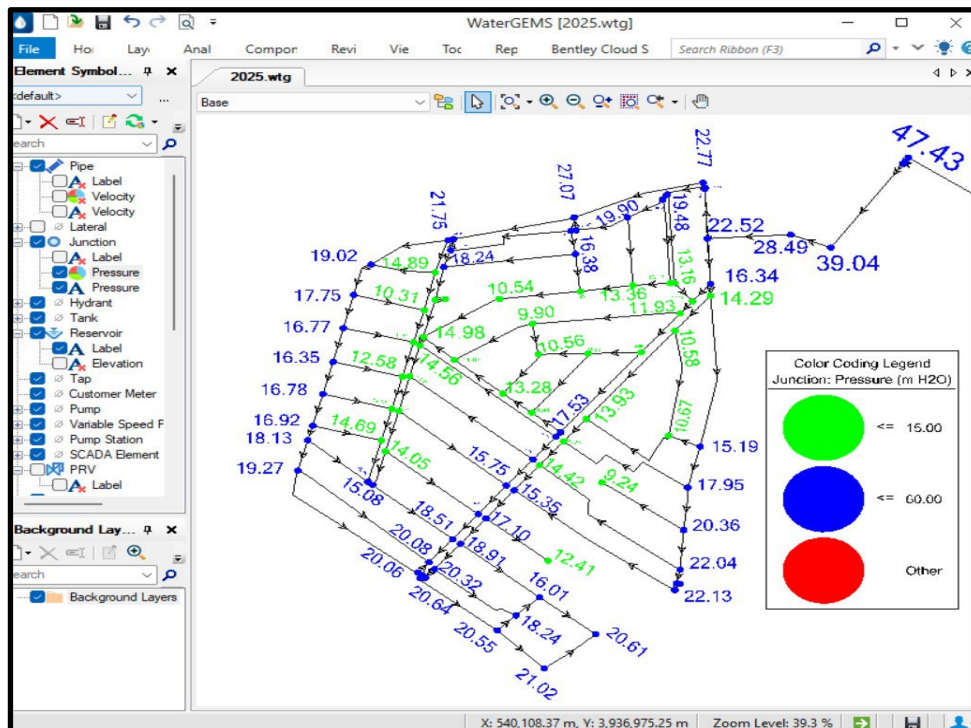 WaterGEMS [2025.wtg]
File Hoı Layı Anal Compon Revi Vie Toc Rep Bentley Cloud S Search Ribbon (F3)
Element Symbol...
<default>
...
earch
Pipe
Label
Velocity
Velocity
Lateral
Junction
Label
Pressure
Pressure
Hydrant
Tank
Reservoir
Label
Elevation
Tap
Customer Meter
Pump
Variable Speed F
Pump Station
SCADA Element
PRV
Label
Background Lay...
earch
Background Layers
2025.wtg
Base
47.43
22.77
27.07
21.75
19.90
19.48
22.52
28.49
39.04
19.02
14.89
18.24
16.38
13.16
16.34
14.29
17.75
10.31
10.54
13.36
11.93
16.77
14.98
9.90
10.58
16.35
12.58
14.56
10.56
16.78
13.28
17.53
13.93
10.67
16.92
14.69
18.13
14.05
15.19
19.27
15.08
15.75
14.42
9.24
15.35
17.95
18.51
17.10
20.36
20.08
18.91
12.41
22.04
20.06
20.32
22.13
20.64
16.01
18.24
20.55
20.61
21.02
Color Coding Legend
Junction: Pressure (m H2O)
<= 15.00
<= 60.00
Other
X: 540,108.37 m, Y: 3,936,975.25 m Zoom Level: 39.3 %